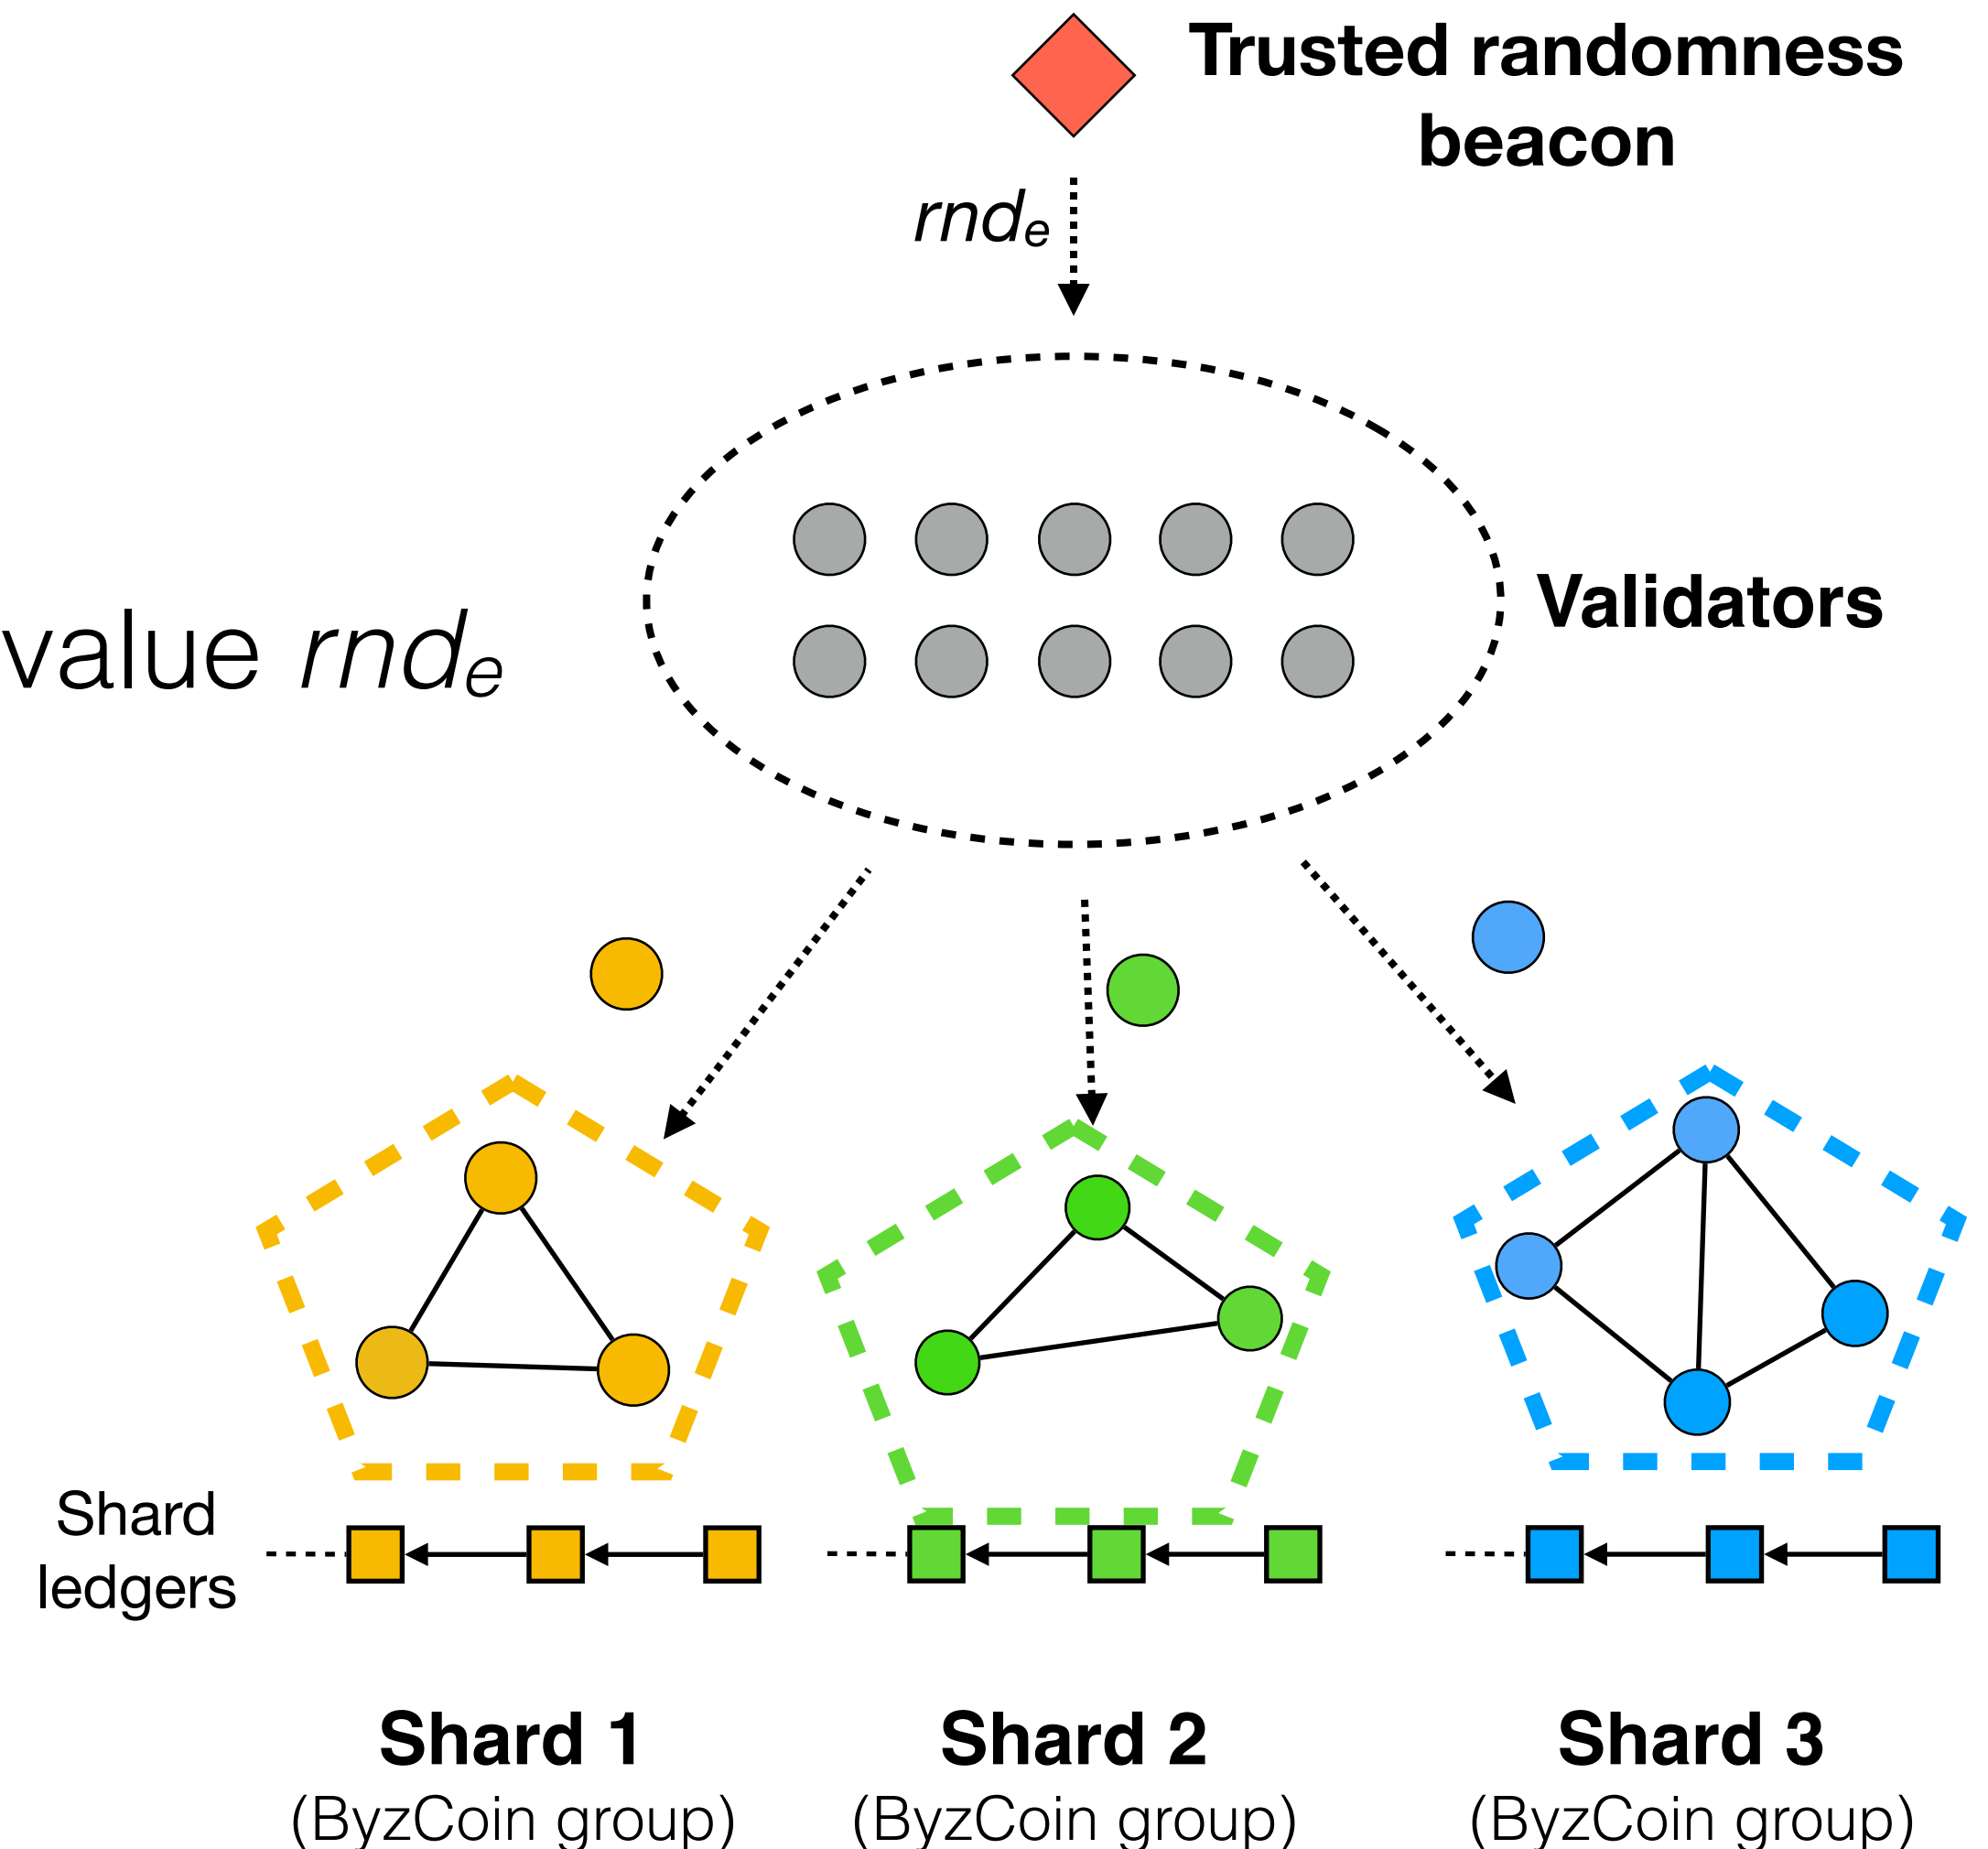 Trusted randomness
beacon
rnde
Validators
value rnde
Shard
ledgers
Shard 1
(ByzCoin group)
Shard 2
(ByzCoin group)
Shard 3
(ByzCoin group)